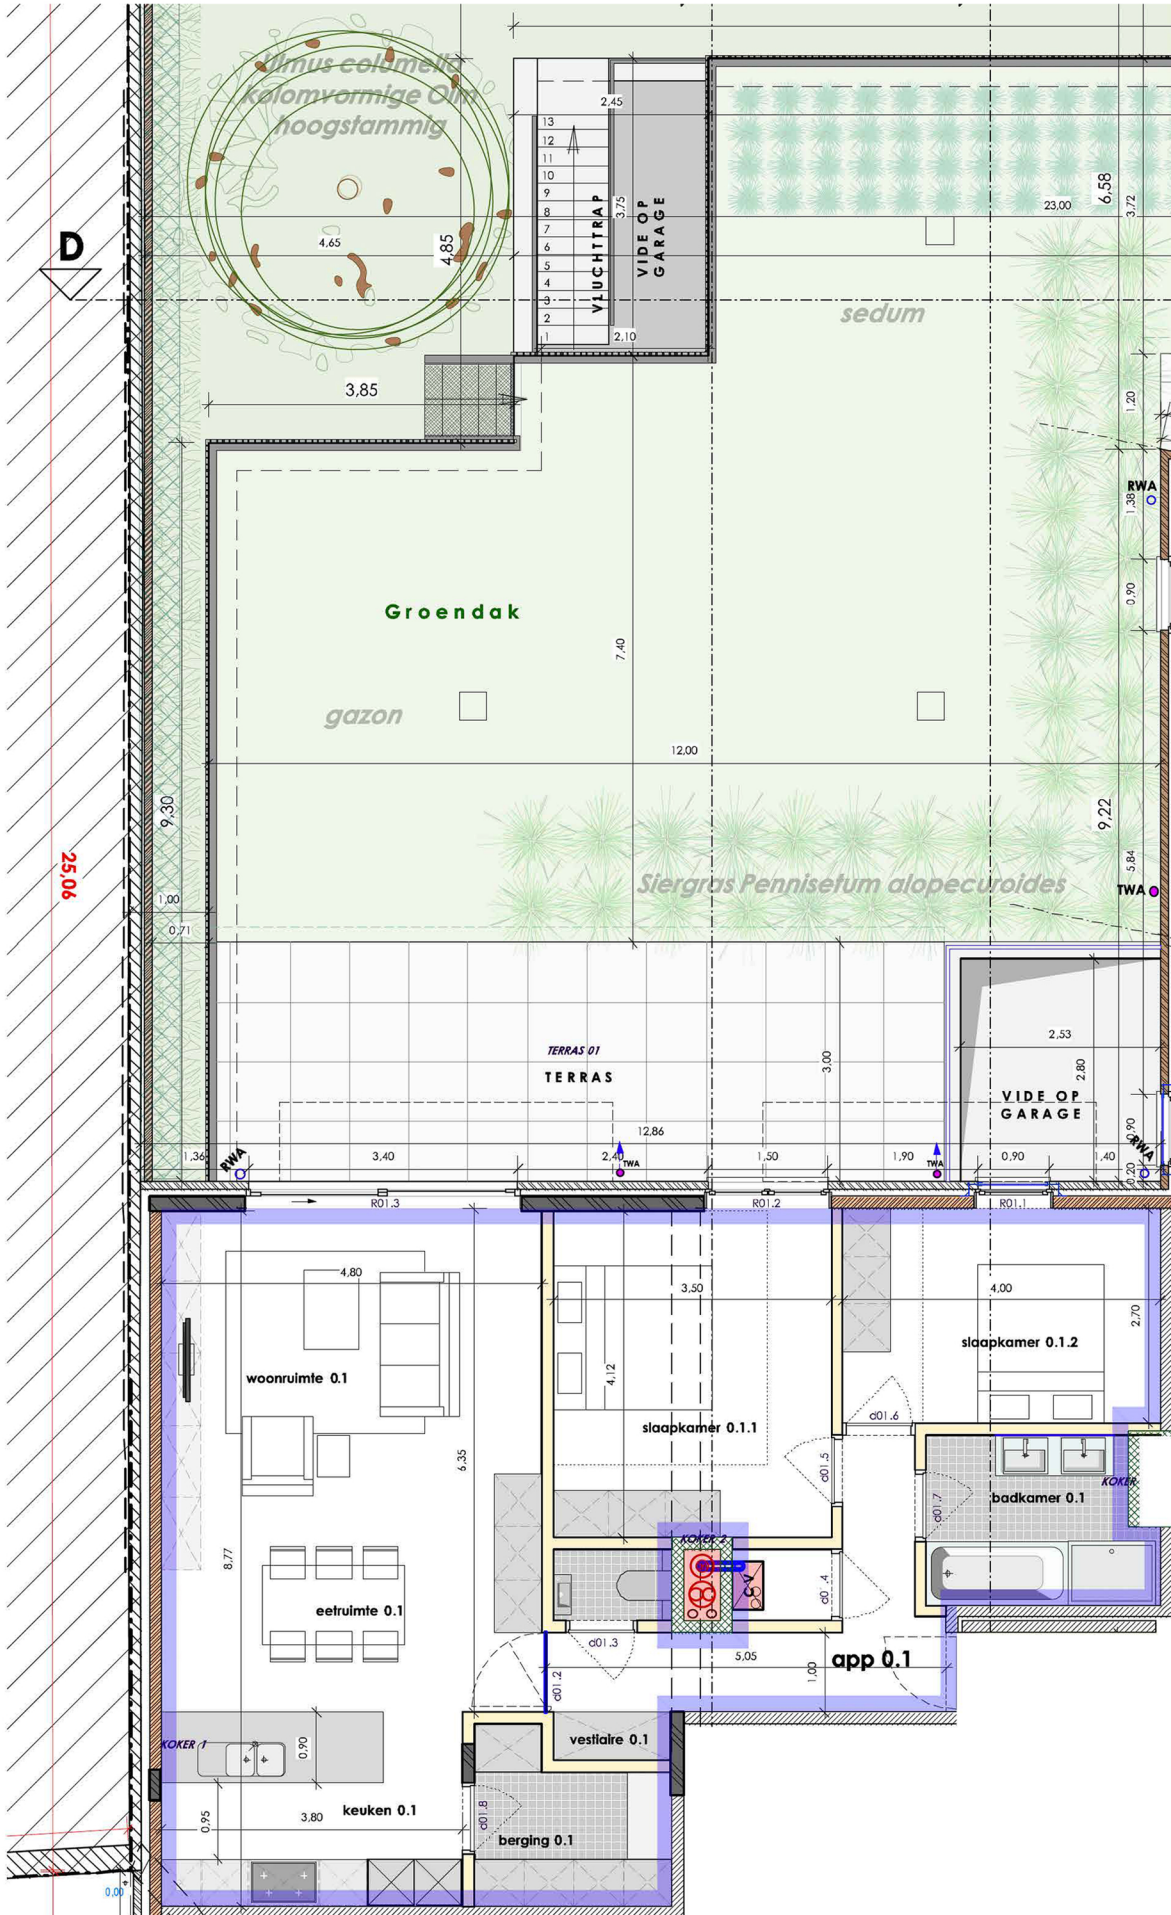 Ulmus columella
kolomvormige Olm
hoogstammig
2,45
13
12
11
10
9
8
7
6
5
4
3
2
1
VLUCHTTRAP
3,75
VIDE OP
GARAGE
2,10
23,00
6,58
3,72
D
4,65
4,85
sedum
3,85
1,20
RWA
1,38
0,90
Groendak
7,40
gazon
12,00
9,30
9,22
25,06
5,84
Siergras Pennisetum alopecuroides
TWA
1,00
0,71
2,53
TERRAS 01
TERRAS
3,00
2,80
VIDE OP
GARAGE
12,86
0,90
1,36
RWA
3,40
2,40
TWA
1,50
1,90
TWA
0,90
1,40
0,20
RWA
R01.3
R01.2
R01.1
4,80
3,50
4,00
2,70
slaapkamer 0.1.2
woonruimte 0.1
4,12
d01.6
slaapkamer 0.1.1
6,35
d01.5
KOKER
badkamer 0.1
d01.7
KOKER 2
8,77
CV
d01.4
eetruimte 0.1
d01.3
5,05
1,00
app 0.1
d01.2
vestiaire 0.1
KOKER 1
0,90
0,95
3,80
keuken 0.1
d01.8
berging 0.1
0,00